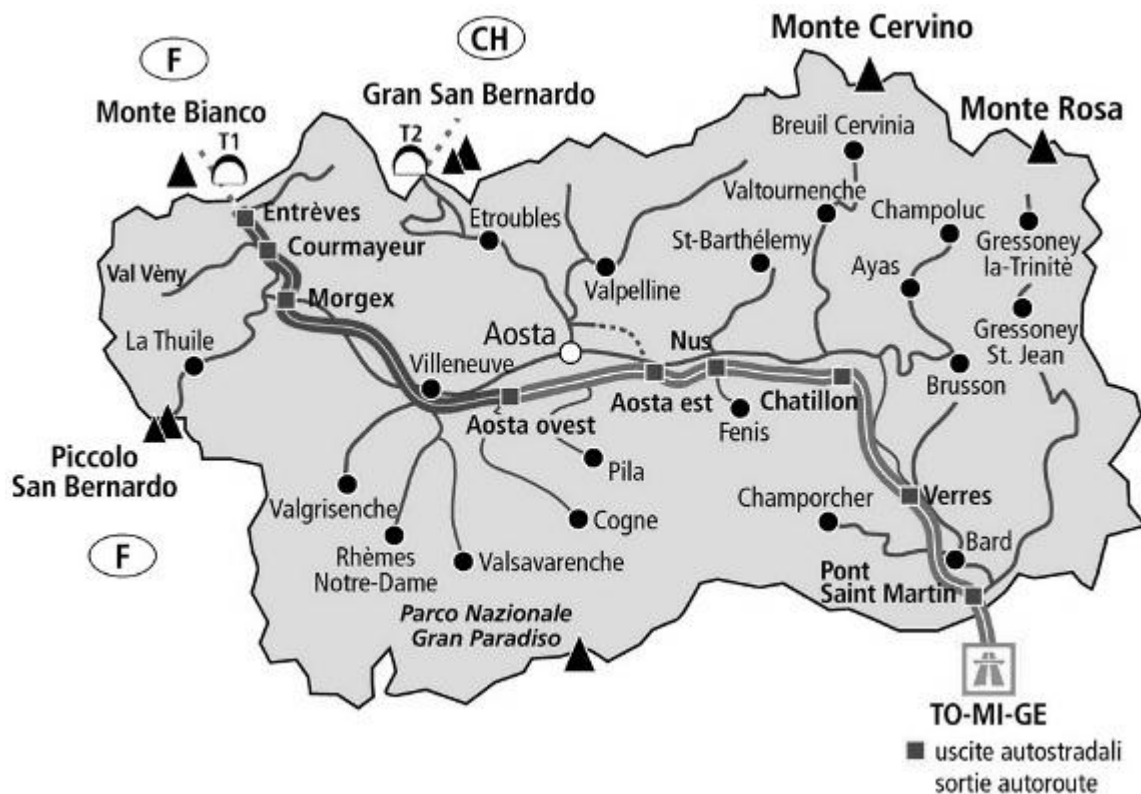 CH
Monte Cervino
F
Gran San Bernardo
Monte Bianco
Monte Rosa
T1
T2
Breuil Cervinia
Valtournenche
Champoluc
Entrèves
Etroubles
St-Barthélemy
Gressoney
la-Trinitè
Courmayeur
Val Vèny
Ayas
Valpelline
Morgex
Gressoney
St. Jean
La Thuile
Aosta
Nus
Villeneuve
Brusson
Aosta est
Chatillon
Aosta ovest
Fenis
Piccolo
San Bernardo
Pila
Valgrisenche
Champorcher
Verres
Cogne
F
Rhèmes
Notre-Dame
Valsavarenche
Bard
Pont
Saint Martin
Parco Nazionale
Gran Paradiso
TO-MI-GE
uscite autostradali
sortie autoroute